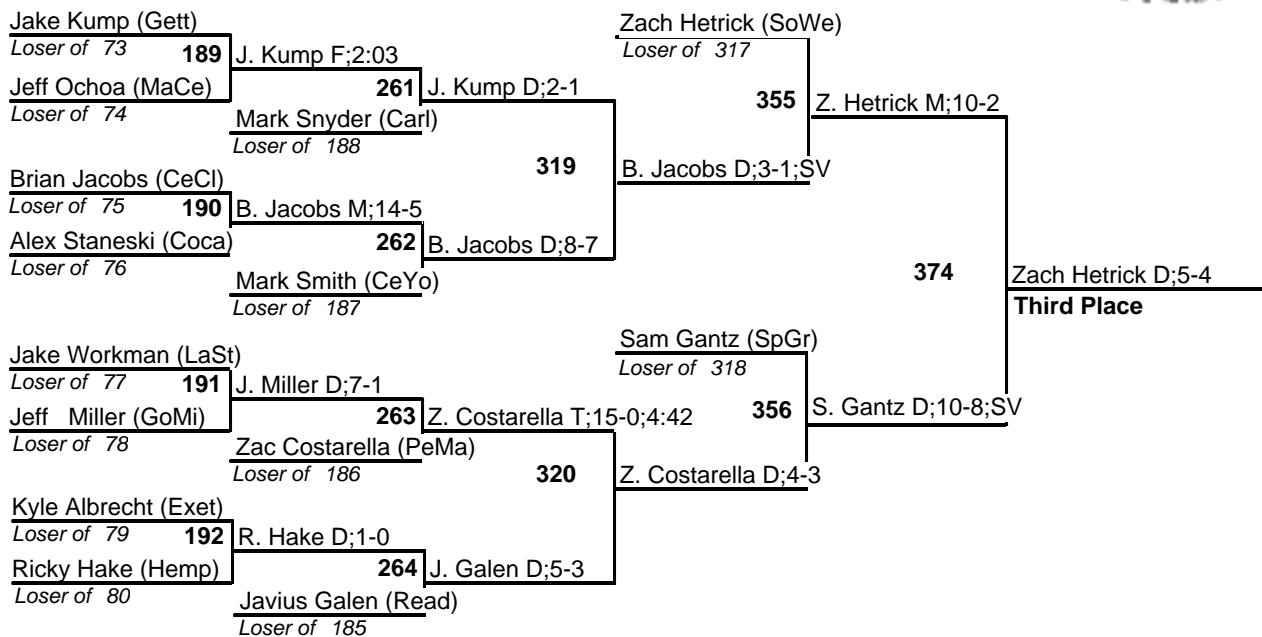 Jake Kump (Gett)
Loser of 73
189
J. Kump F;2:03
Jeff Ochoa (MaCe)
Loser of 74
261
J. Kump D;2-1
Mark Snyder (Carl)
Loser of 188
Brian Jacobs (CeCl)
Loser of 75
190
B. Jacobs M;14-5
Alex Staneski (Coca)
Loser of 76
262
B. Jacobs D;8-7
Mark Smith (CeYo)
Loser of 187
319
B. Jacobs D;3-1;SV
Zach Hetrick (SoWe)
Loser of 317
355
Z. Hetrick M;10-2
Jake Workman (LaSt)
Loser of 77
191
J. Miller D;7-1
Jeff Miller (GoMi)
Loser of 78
263
Z. Costarella T;15-0;4:42
Zac Costarella (PeMa)
Loser of 186
Kyle Albrecht (Exet)
Loser of 79
192
R. Hake D;1-0
Ricky Hake (Hemp)
Loser of 80
264
J. Galen D;5-3
Javius Galen (Read)
Loser of 185
320
Z. Costarella D;4-3
Sam Gantz (SpGr)
Loser of 318
356
S. Gantz D;10-8;SV
374
Zach Hetrick D;5-4
Third Place